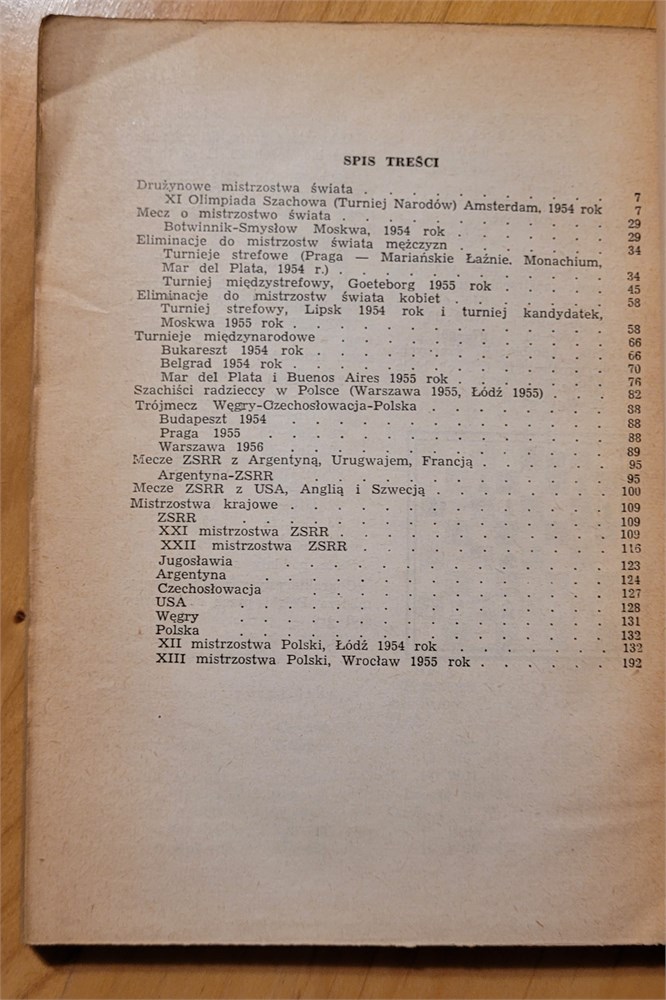 SPIS TREŚCI
Drużynowe mistrzostwa świata . . . . . . . . . . 7
XI Olimpiada Szachowa (Turniej Narodów) Amsterdam, 1954 rok 7
Mecz o mistrzostwo świata . . . . . . . . . . 29
Botwinnik-Smysłow Moskwa, 1954 rok . . . . . . 29
Eliminacje do mistrzostw świata mężczyzn . . . . . . 34
Turnieje strefowe (Praga — Mariańskie Łaźnie. Monachium,
Mar del Plata, 1954 r.) . . . . . . . . . . 34
Turniej międzystrefowy, Goeteborg 1955 rok . . . . 45
Eliminacje do mistrzostw świata kobiet . . . . . . 58
Turniej strefowy, Lipsk 1954 rok i turniej kandydatek,
Moskwa 1955 rok . . . . . . . . . . . 58
Turnieje międzynarodowe . . . . . . . . . . 66
Bukareszt 1954 rok . . . . . . . . . . 66
Belgrad 1954 rok . . . . . . . . . . . 70
Mar del Plata i Buenos Aires 1955 rok . . . . . 76
Szachiści radzieccy w Polsce (Warszawa 1955, Łódź 1955) . . 82
Trójmecz Węgry-Czechosłowacja-Polska . . . . . . 88
Budapeszt 1954 . . . . . . . . . . . 88
Praga 1955 . . . . . . . . . . . . 88
Warszawa 1956 . . . . . . . . . . . 89
Mecze ZSRR z Argentyną, Urugwajem, Francją . . . . . 95
Argentyna-ZSRR . . . . . . . . . . 95
Mecze ZSRR z USA, Anglią i Szwecją . . . . . . . 100
Mistrzostwa krajowe . . . . . . . . . . . 109
ZSRR . . . . . . . . . . . . . 109
XXI mistrzostwa ZSRR . . . . . . . . . 109
XXII mistrzostwa ZSRR . . . . . . . . 116
Jugosławia . . . . . . . . . . . . 123
Argentyna . . . . . . . . . . . . 124
Czechosłowacja . . . . . . . . . . . 127
USA . . . . . . . . . . . . . 128
Węgry . . . . . . . . . . . . . 131
Polska . . . . . . . . . . . . . 132
XII mistrzostwa Polski, Łódź 1954 rok . . . . . . 132
XIII mistrzostwa Polski, Wrocław 1955 rok . . . . . 192